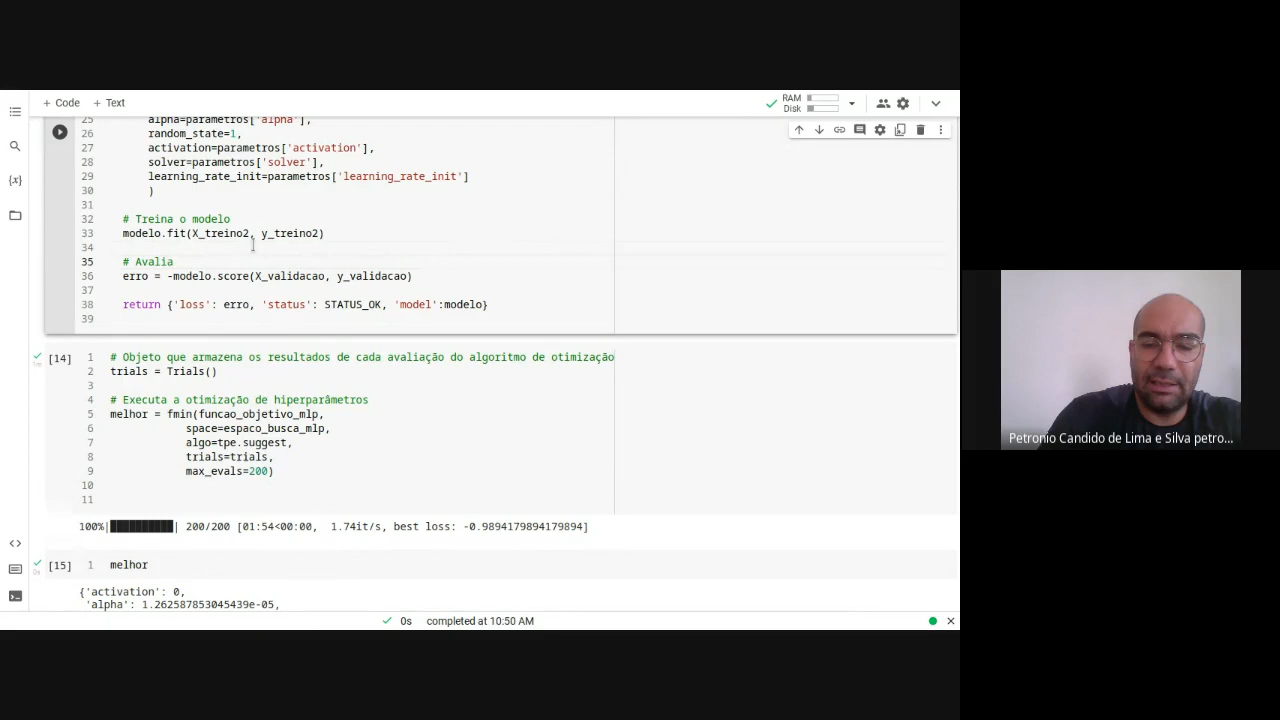 + Code + Text
RAM
Disk
25 alpha=parametros['alpha'],
26 random_state=1,
27 activation=parametros['activation'],
28 solver=parametros['solver'],
29 learning_rate_init=parametros['learning_rate_init']
30 )
31
32 # Treina o modelo
33 modelo.fit(X_treino2, y_treino2)
34
35 # Avalia
36 erro = -modelo.score(X_validacao, y_validacao)
37
38 return {'loss': erro, 'status': STATUS_OK, 'model':modelo}
39
[14] 1 # Objeto que armazena os resultados de cada avaliação do algoritmo de otimização
2 trials = Trials()
3
4 # Executa a otimização de hiperparâmetros
5 melhor = fmin(funcao_objetivo_mlp,
6 space=espaco_busca_mlp,
7 algo=tpe.suggest,
8 trials=trials,
9 max_evals=200)
10
11
100%|██████████| 200/200 [01:54<00:00, 1.74it/s, best loss: -0.9894179894179894]
[15] 1 melhor
{'activation': 0,
'alpha': 1.262587853045439e-05,
0s completed at 10:50 AM
Petronio Candido de Lima e Silva petro...